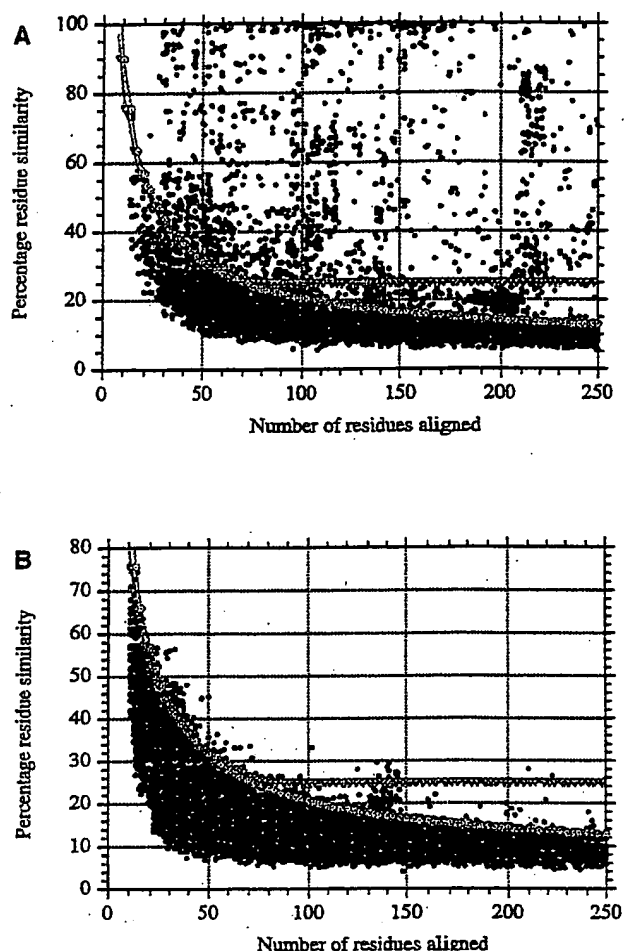 A
100
80
60
40
20
0
Percentage residue similarity
0 50 100 150 200 250
Number of residues aligned
B
80
70
60
50
40
30
20
10
0
Percentage residue similarity
0 50 100 150 200 250
Number of residues aligned